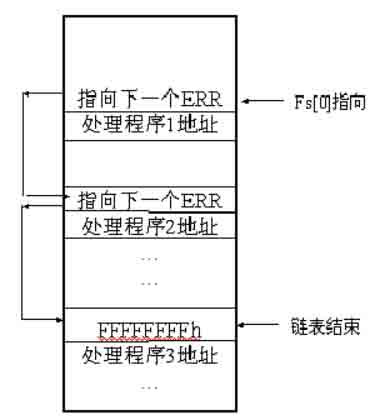 指向下一个ERR
Fs[0]指向
处理程序1地址
指向下一个ERR
处理程序2地址
...
...
FFFFFFFFh
链表结束
处理程序3地址
...